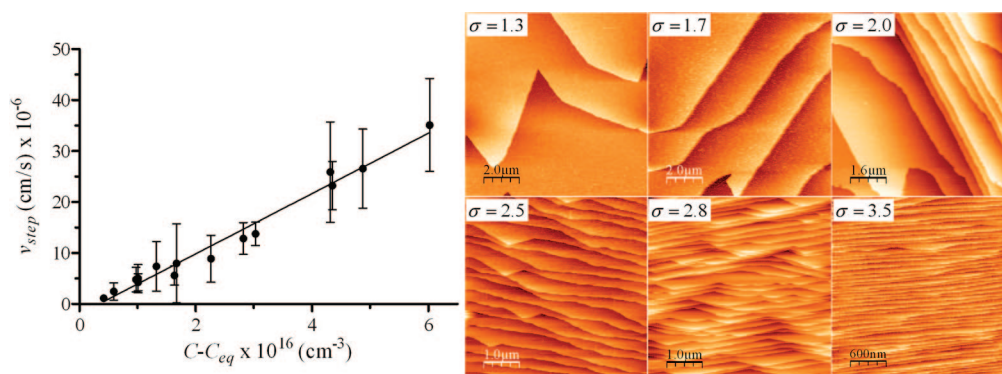 50
40
30
20
10
0
v_step (cm/s) x 10^-6
0
2
4
6
C-C_eq x 10^16 (cm^-3)
σ = 1.3
2.0μm
σ = 1.7
2.0μm
σ = 2.0
1.6μm
σ = 2.5
1.0μm
σ = 2.8
1.0μm
σ = 3.5
600nm